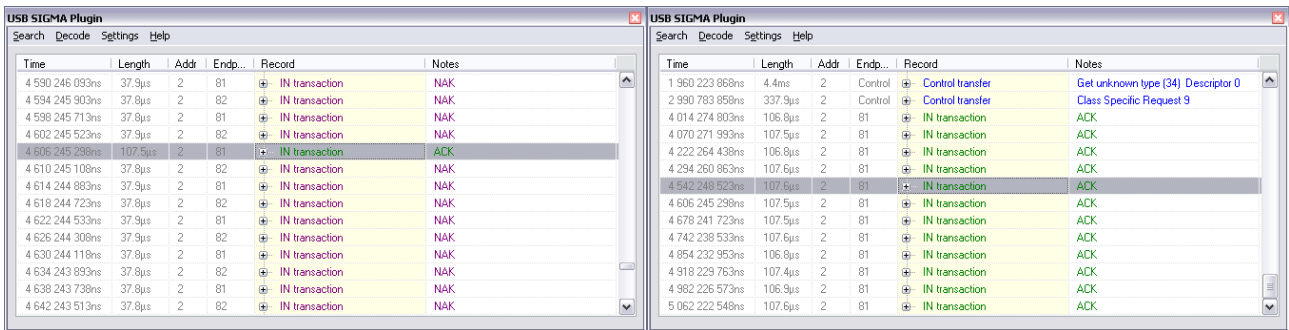 USB SIGMA Plugin
Search Decode Settings Help
Time Length Addr Endp... Record Notes
4 590 246 093ns 37.9µs 2 81 IN transaction NAK
4 594 245 903ns 37.8µs 2 82 IN transaction NAK
4 598 245 713ns 37.8µs 2 81 IN transaction NAK
4 602 245 523ns 37.9µs 2 82 IN transaction NAK
4 606 245 298ns 107.5µs 2 81 IN transaction ACK
4 610 245 108ns 37.8µs 2 82 IN transaction NAK
4 614 244 883ns 37.9µs 2 81 IN transaction NAK
4 618 244 723ns 37.8µs 2 82 IN transaction NAK
4 622 244 533ns 37.9µs 2 81 IN transaction NAK
4 626 244 308ns 37.9µs 2 82 IN transaction NAK
4 630 244 118ns 37.8µs 2 81 IN transaction NAK
4 634 243 893ns 37.8µs 2 82 IN transaction NAK
4 638 243 738ns 37.8µs 2 81 IN transaction NAK
4 642 243 513ns 37.8µs 2 82 IN transaction NAK
USB SIGMA Plugin
Search Decode Settings Help
Time Length Addr Endp... Record Notes
1 960 223 868ns 4.4ms 2 Control Control transfer Get unknown type (34) Descriptor 0
2 990 783 858ns 337.9µs 2 Control Control transfer Class Specific Request 9
4 014 274 803ns 106.8µs 2 81 IN transaction ACK
4 070 271 993ns 107.5µs 2 81 IN transaction ACK
4 222 264 438ns 106.8µs 2 81 IN transaction ACK
4 294 260 863ns 107.6µs 2 81 IN transaction ACK
4 542 248 523ns 107.6µs 2 81 IN transaction ACK
4 606 245 298ns 107.5µs 2 81 IN transaction ACK
4 678 241 723ns 107.5µs 2 81 IN transaction ACK
4 742 238 533ns 107.6µs 2 81 IN transaction ACK
4 854 232 953ns 106.8µs 2 81 IN transaction ACK
4 918 229 763ns 107.4µs 2 81 IN transaction ACK
4 982 226 573ns 106.9µs 2 81 IN transaction ACK
5 062 222 548ns 107.6µs 2 81 IN transaction ACK